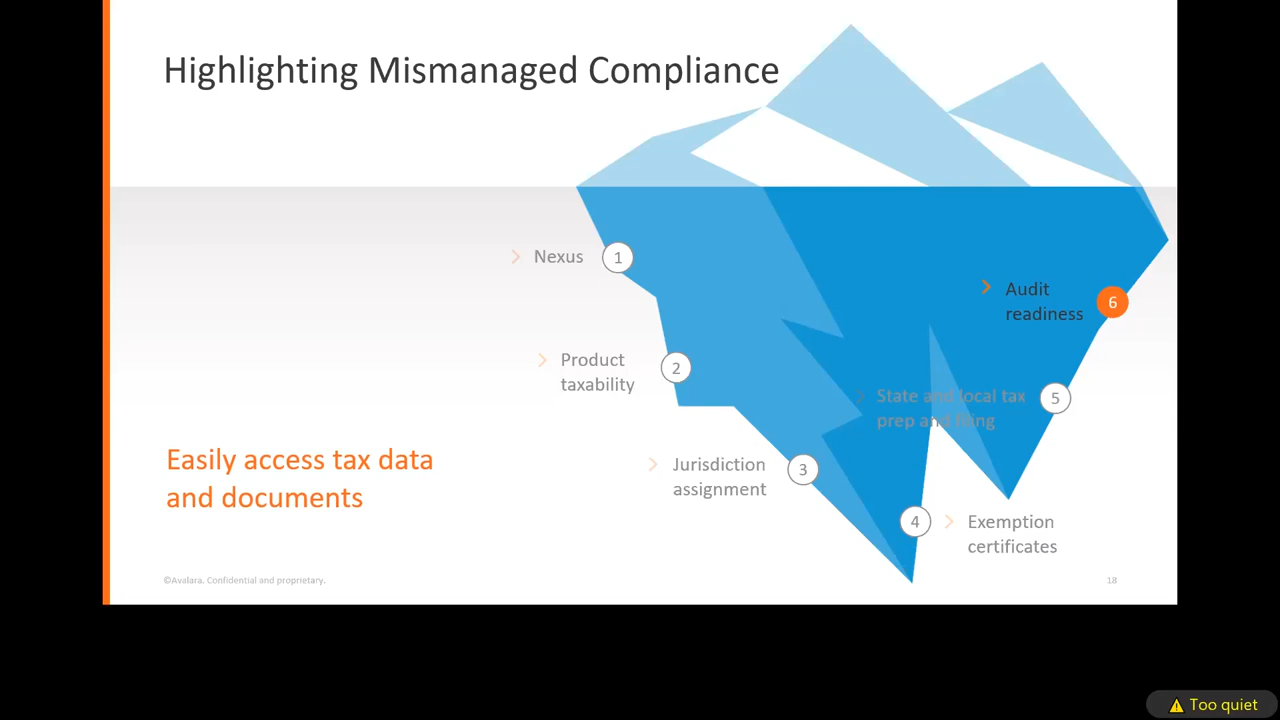 Highlighting Mismanaged Compliance
Nexus
1
Audit
readiness
6
Product
taxability
2
State and local tax
prep and filing
5
Easily access tax data
and documents
Jurisdiction
assignment
3
4
Exemption
certificates
©Avalara. Confidential and proprietary.
18
Too quiet